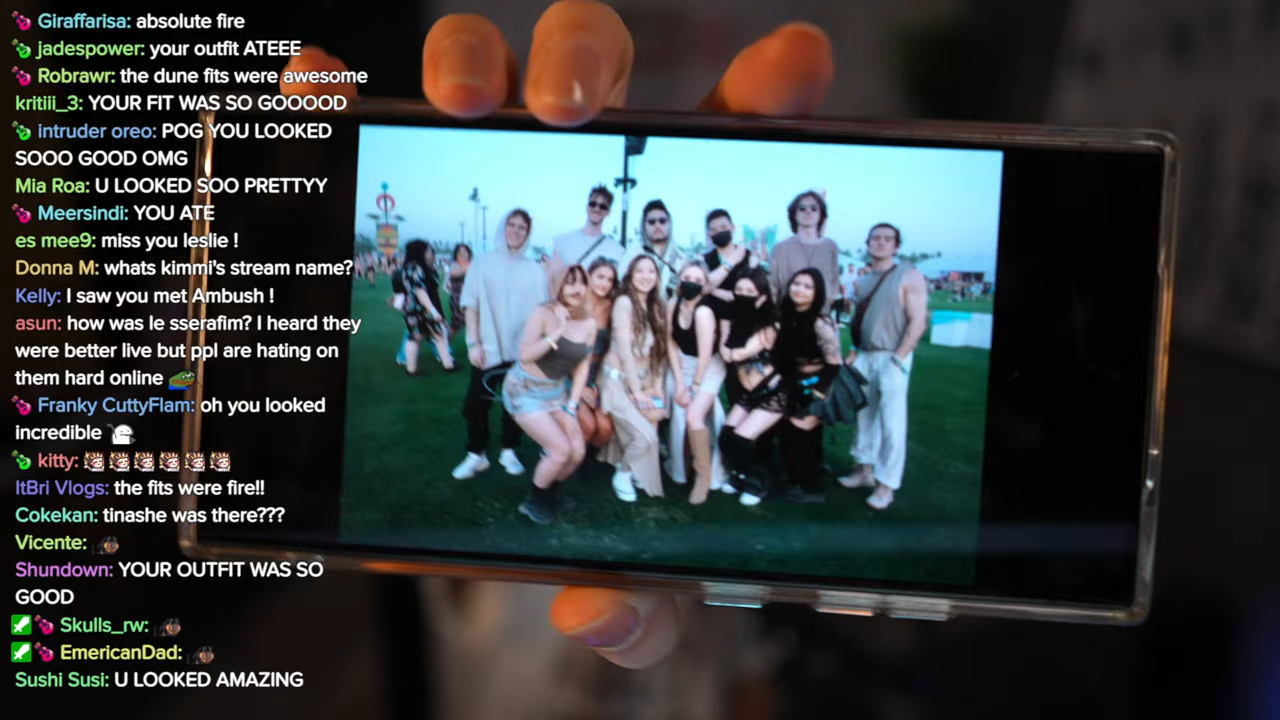 Giraffarisa: absolute fire
jadespower: your outfit ATEEE
Robrawr: the dune fits were awesome
kritiii_3: YOUR FIT WAS SO GOOOOD
intruder oreo: POG YOU LOOKED
SOOO GOOD OMG
Mia Roa: U LOOKED SOO PRETTYY
Meersindi: YOU ATE
es mee9: miss you leslie !
Donna M: whats kimmi's stream name?
Kelly: I saw you met Ambush !
asun: how was le sserafim? I heard they
were better live but ppl are hating on
them hard online
Franky CuttyFlam: oh you looked
incredible
kitty:
ItBri Vlogs: the fits were fire!!
Cokekan: tinashe was there???
Vicente:
Shundown: YOUR OUTFIT WAS SO
GOOD
Skulls_rw:
EmericanDad:
Sushi Susi: U LOOKED AMAZING